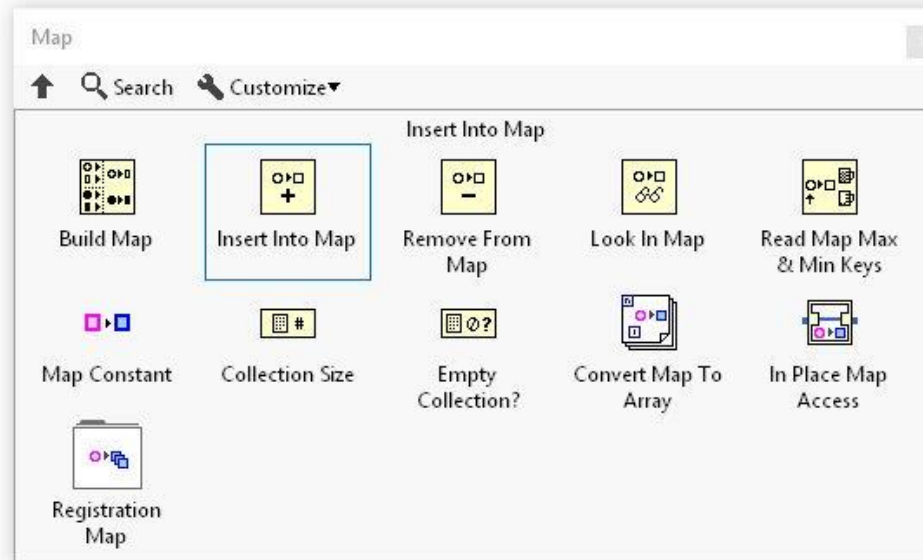 Map
Search Customize
Insert Into Map
Build Map Insert Into Map Remove From Map Look In Map Read Map Max & Min Keys
Map Constant Collection Size Empty Collection? Convert Map To Array In Place Map Access
Registration Map